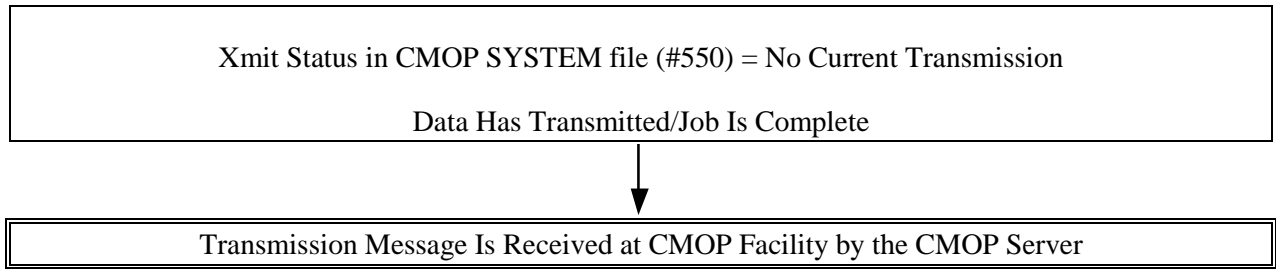 Xmit Status in CMOP SYSTEM file (#550) = No Current Transmission
Data Has Transmitted/Job Is Complete
Transmission Message Is Received at CMOP Facility by the CMOP Server